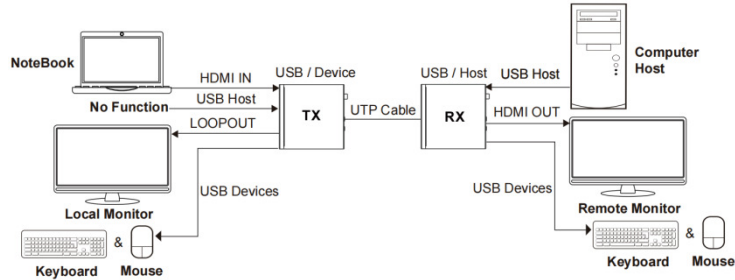 NoteBook
HDMI IN
USB / Device
USB / Host
USB Host
Computer
Host
No Function
USB Host
LOOPOUT
TX
UTP Cable
RX
HDMI OUT
USB Devices
USB Devices
Local Monitor
Remote Monitor
&
Keyboard
Mouse
&
Keyboard
Mouse